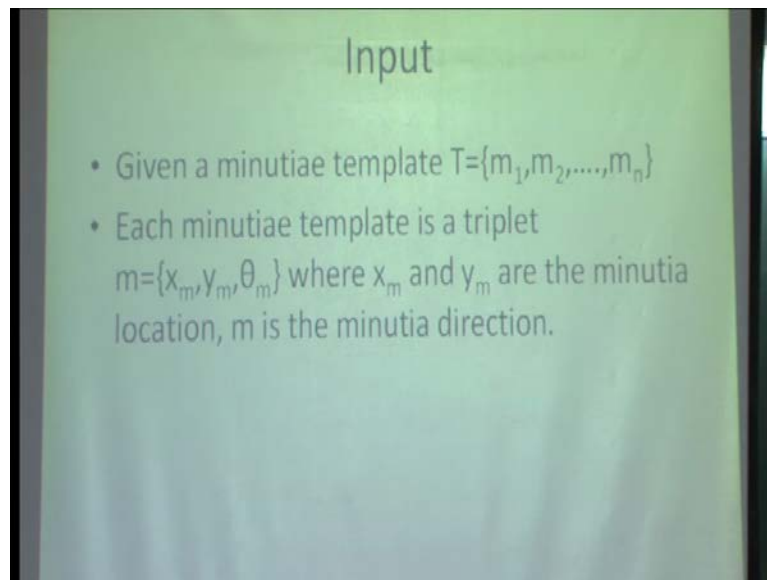 Input
• Given a minutiae template T={m₁,m₂,....,mₙ}
• Each minutiae template is a triplet
m={xₘ,yₘ,θₘ} where xₘ and yₘ are the minutia
location, m is the minutia direction.